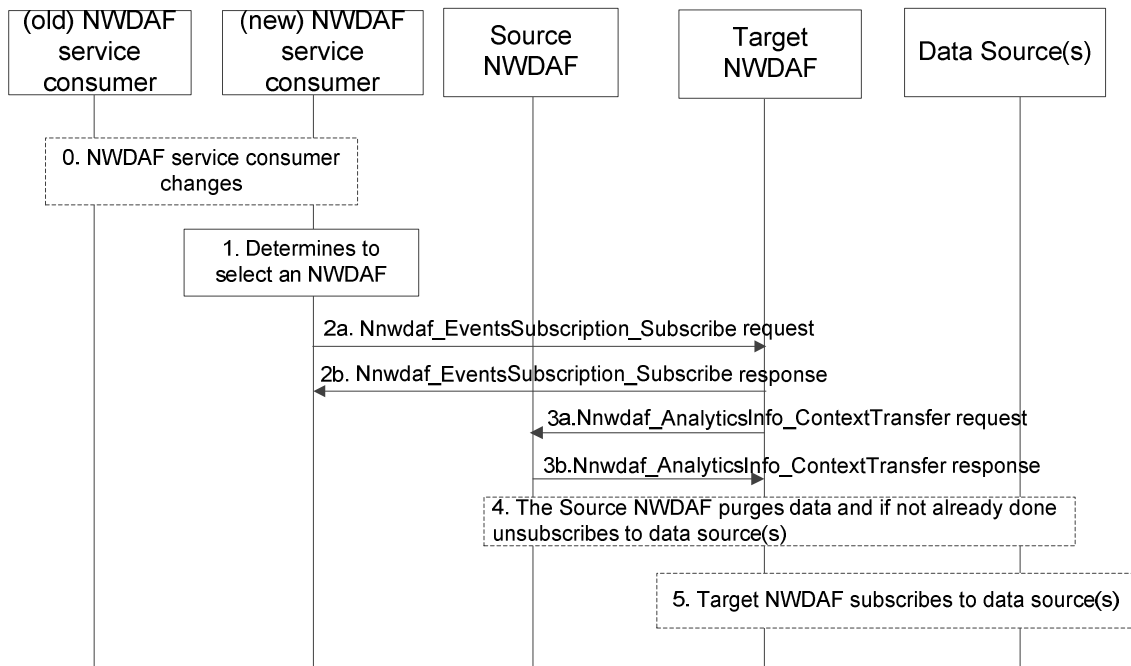 (old) NWDAF
service
consumer
(new) NWDAF
service
consumer
Source
NWDAF
Target
NWDAF
Data Source(s)
0. NWDAF service consumer
changes
1. Determines to
select an NWDAF
2a. Nnwdaf_EventsSubscription_Subscribe request
2b. Nnwdaf_EventsSubscription_Subscribe response
3a.Nnwdaf_AnalyticsInfo_ContextTransfer request
3b.Nnwdaf_AnalyticsInfo_ContextTransfer response
4. The Source NWDAF purges data and if not already done
unsubscribes to data source(s)
5. Target NWDAF subscribes to data source(s)